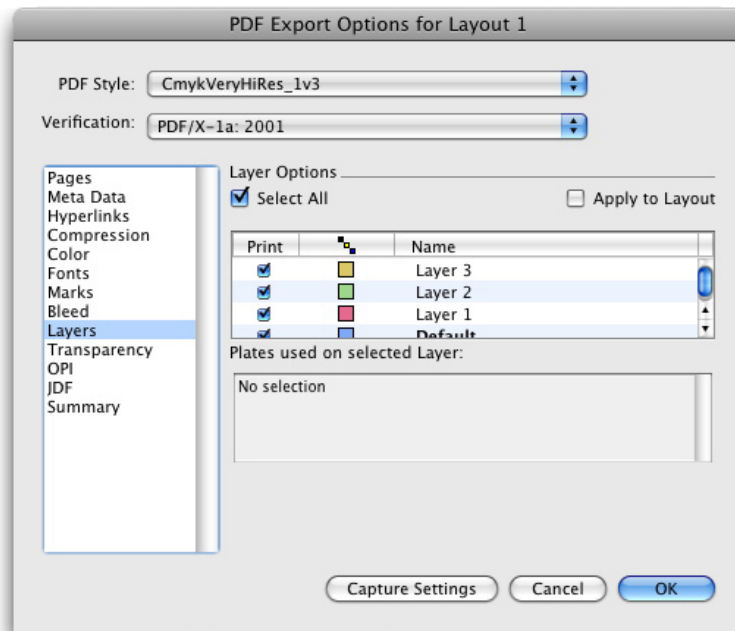 PDF Export Options for Layout 1
PDF Style: CmykVeryHiRes_1v3
Verification: PDF/X-1a: 2001
Pages
Meta Data
Hyperlinks
Compression
Color
Fonts
Marks
Bleed
Layers
Transparency
OPI
JDF
Summary
Layer Options
Select All
Apply to Layout
Print Name
Layer 3
Layer 2
Layer 1
Default
Plates used on selected Layer:
No selection
Capture Settings
Cancel
OK